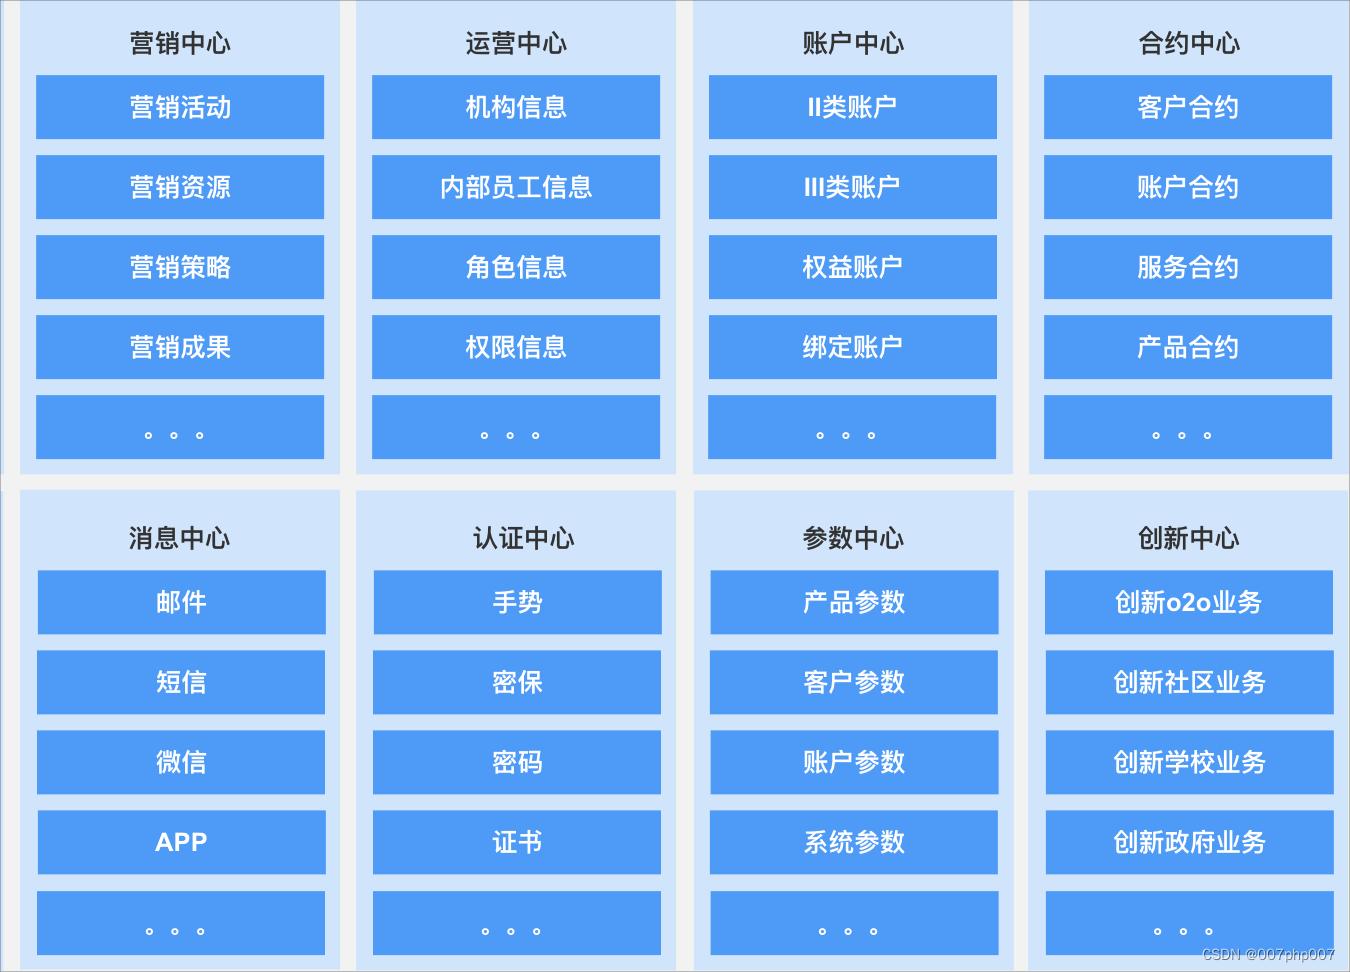 营销中心
营销活动
营销资源
营销策略
营销成果
。。。
运营中心
机构信息
内部员工信息
角色信息
权限信息
。。。
账户中心
II类账户
III类账户
权益账户
绑定账户
。。。
合约中心
客户合约
账户合约
服务合约
产品合约
。。。
消息中心
邮件
短信
微信
APP
。。。
认证中心
手势
密保
密码
证书
。。。
参数中心
产品参数
客户参数
账户参数
系统参数
。。。
创新中心
创新o2o业务
创新社区业务
创新学校业务
创新政府业务
。。。
CSDN @007php007